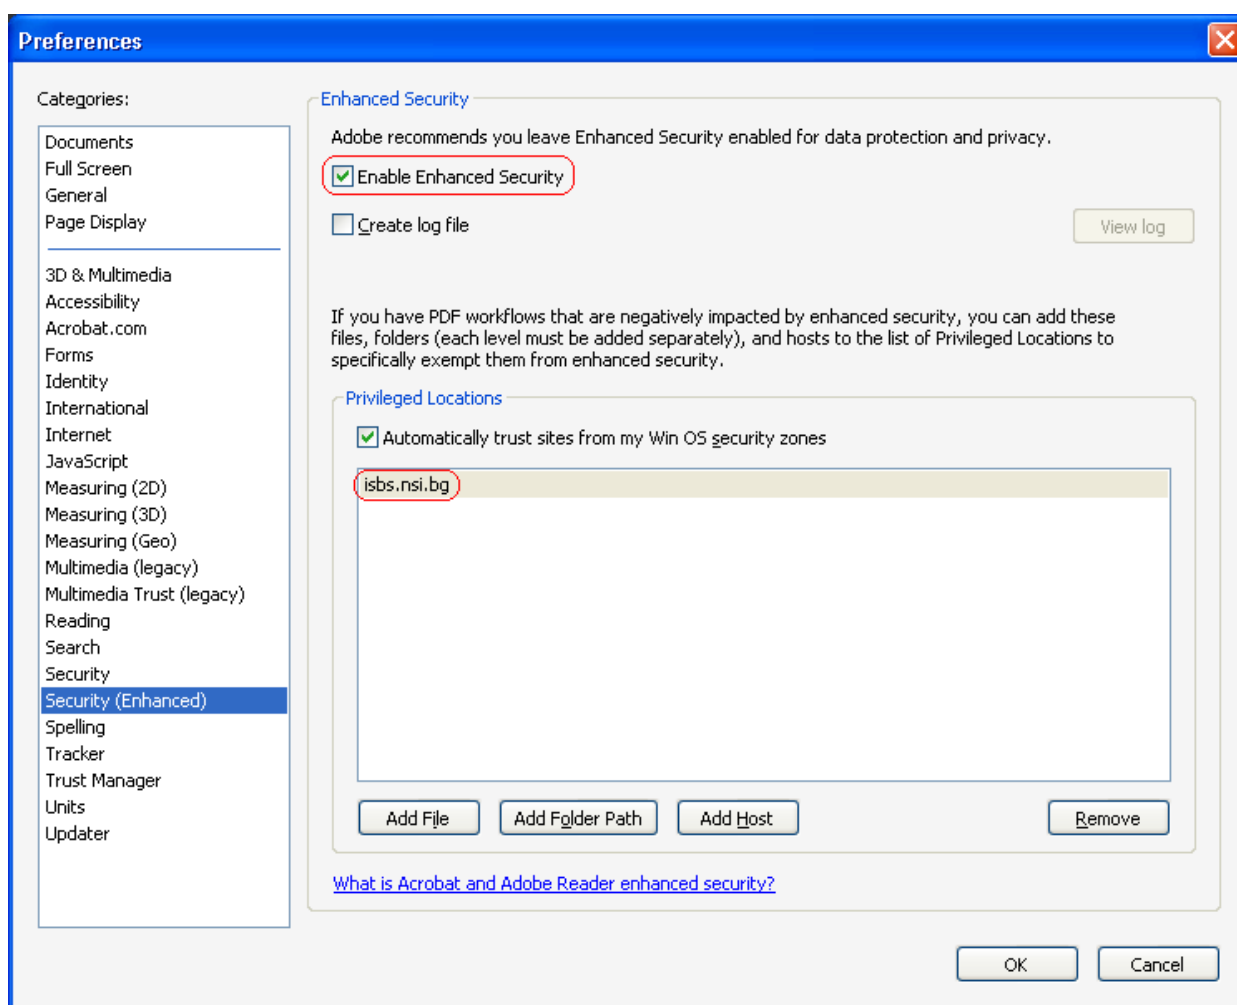 Preferences
Categories:
Documents
Full Screen
General
Page Display
3D & Multimedia
Accessibility
Acrobat.com
Forms
Identity
International
Internet
JavaScript
Measuring (2D)
Measuring (3D)
Measuring (Geo)
Multimedia (legacy)
Multimedia Trust (legacy)
Reading
Search
Security
Security (Enhanced)
Spelling
Tracker
Trust Manager
Units
Updater
Enhanced Security
Adobe recommends you leave Enhanced Security enabled for data protection and privacy.
Enable Enhanced Security
Create log file
View log
If you have PDF workflows that are negatively impacted by enhanced security, you can add these
files, folders (each level must be added separately), and hosts to the list of Privileged Locations to
specifically exempt them from enhanced security.
Privileged Locations
Automatically trust sites from my Win OS security zones
isbs.nsi.bg
Add File
Add Folder Path
Add Host
Remove
What is Acrobat and Adobe Reader enhanced security?
OK
Cancel